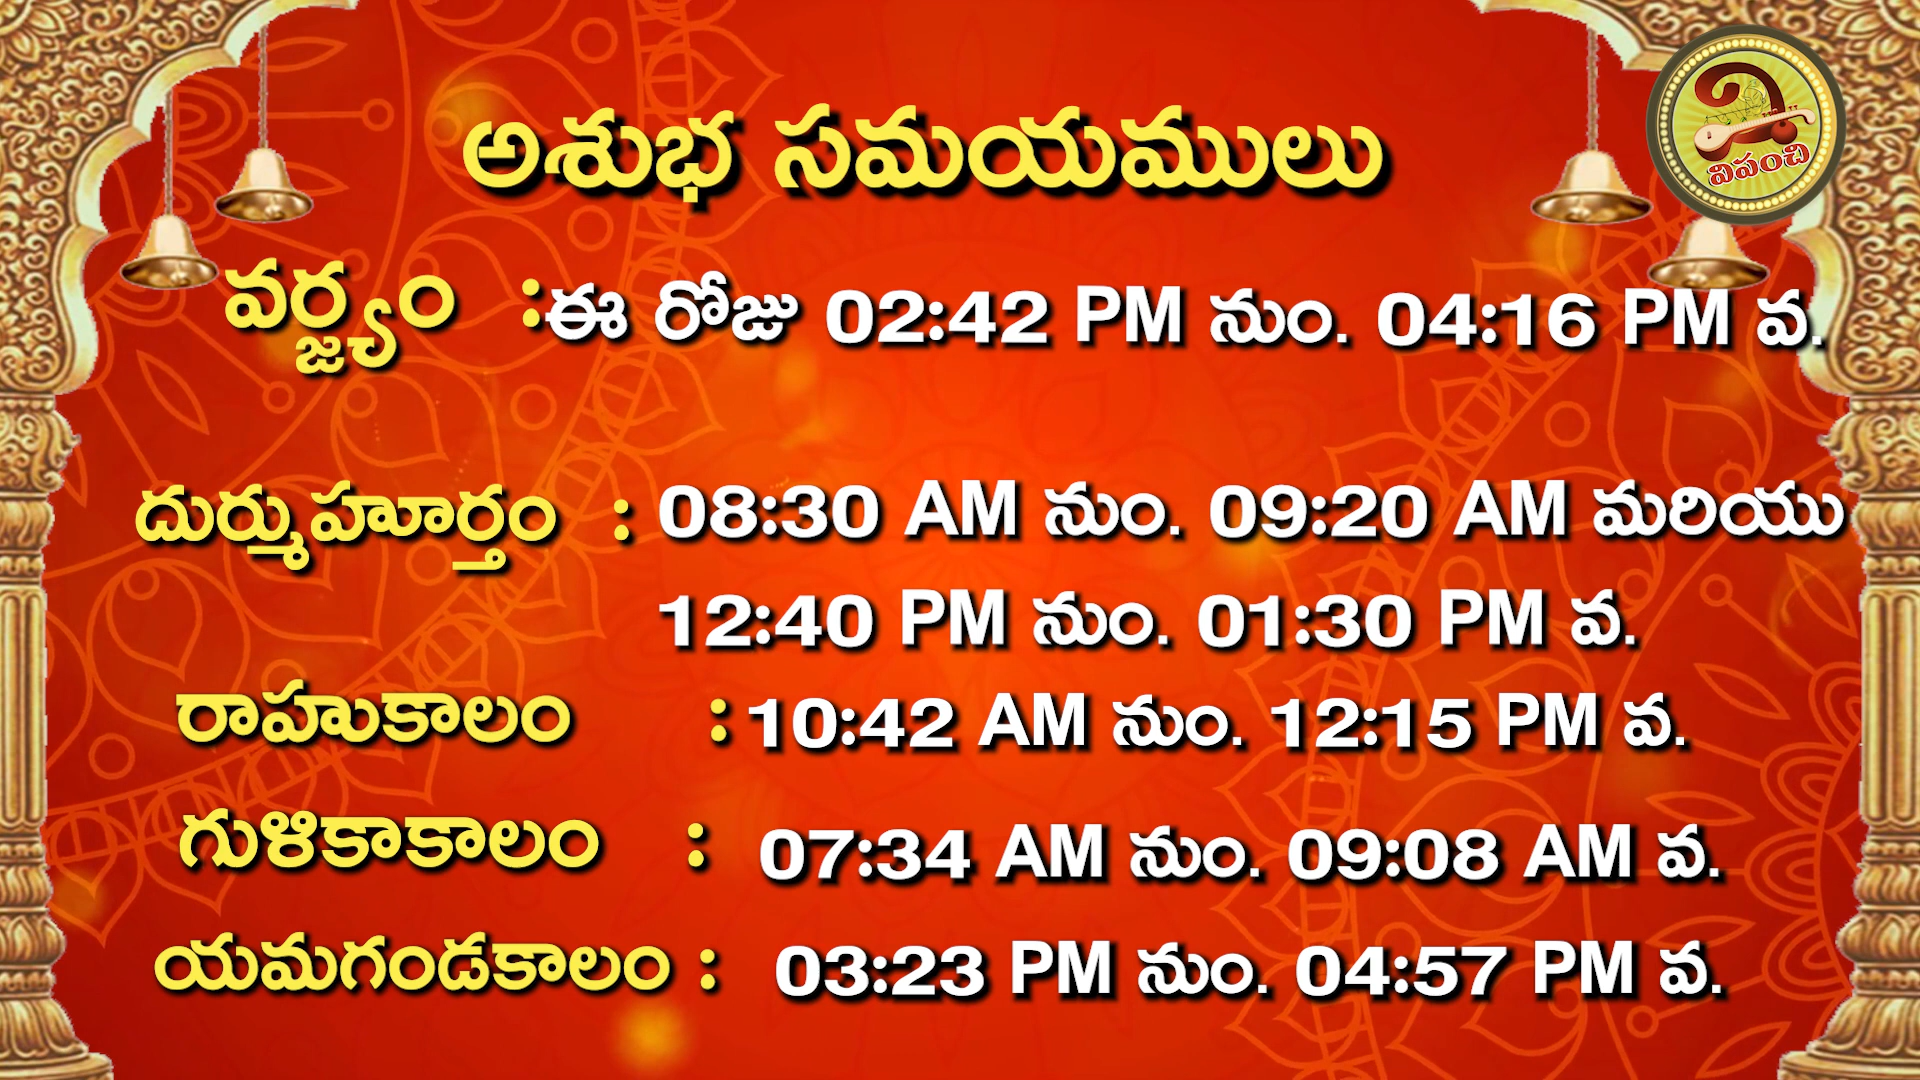 అశుభ సమయములు
విపంచి
వర్జ్యం :ఈ రోజు 02:42 PM నుం. 04:16 PM వ.
దుర్ముహూర్తం : 08:30 AM నుం. 09:20 AM మరియు
12:40 PM నుం. 01:30 PM వ.
రాహుకాలం : 10:42 AM నుం. 12:15 PM వ.
గుళికాకాలం : 07:34 AM నుం. 09:08 AM వ.
యమగండకాలం : 03:23 PM నుం. 04:57 PM వ.